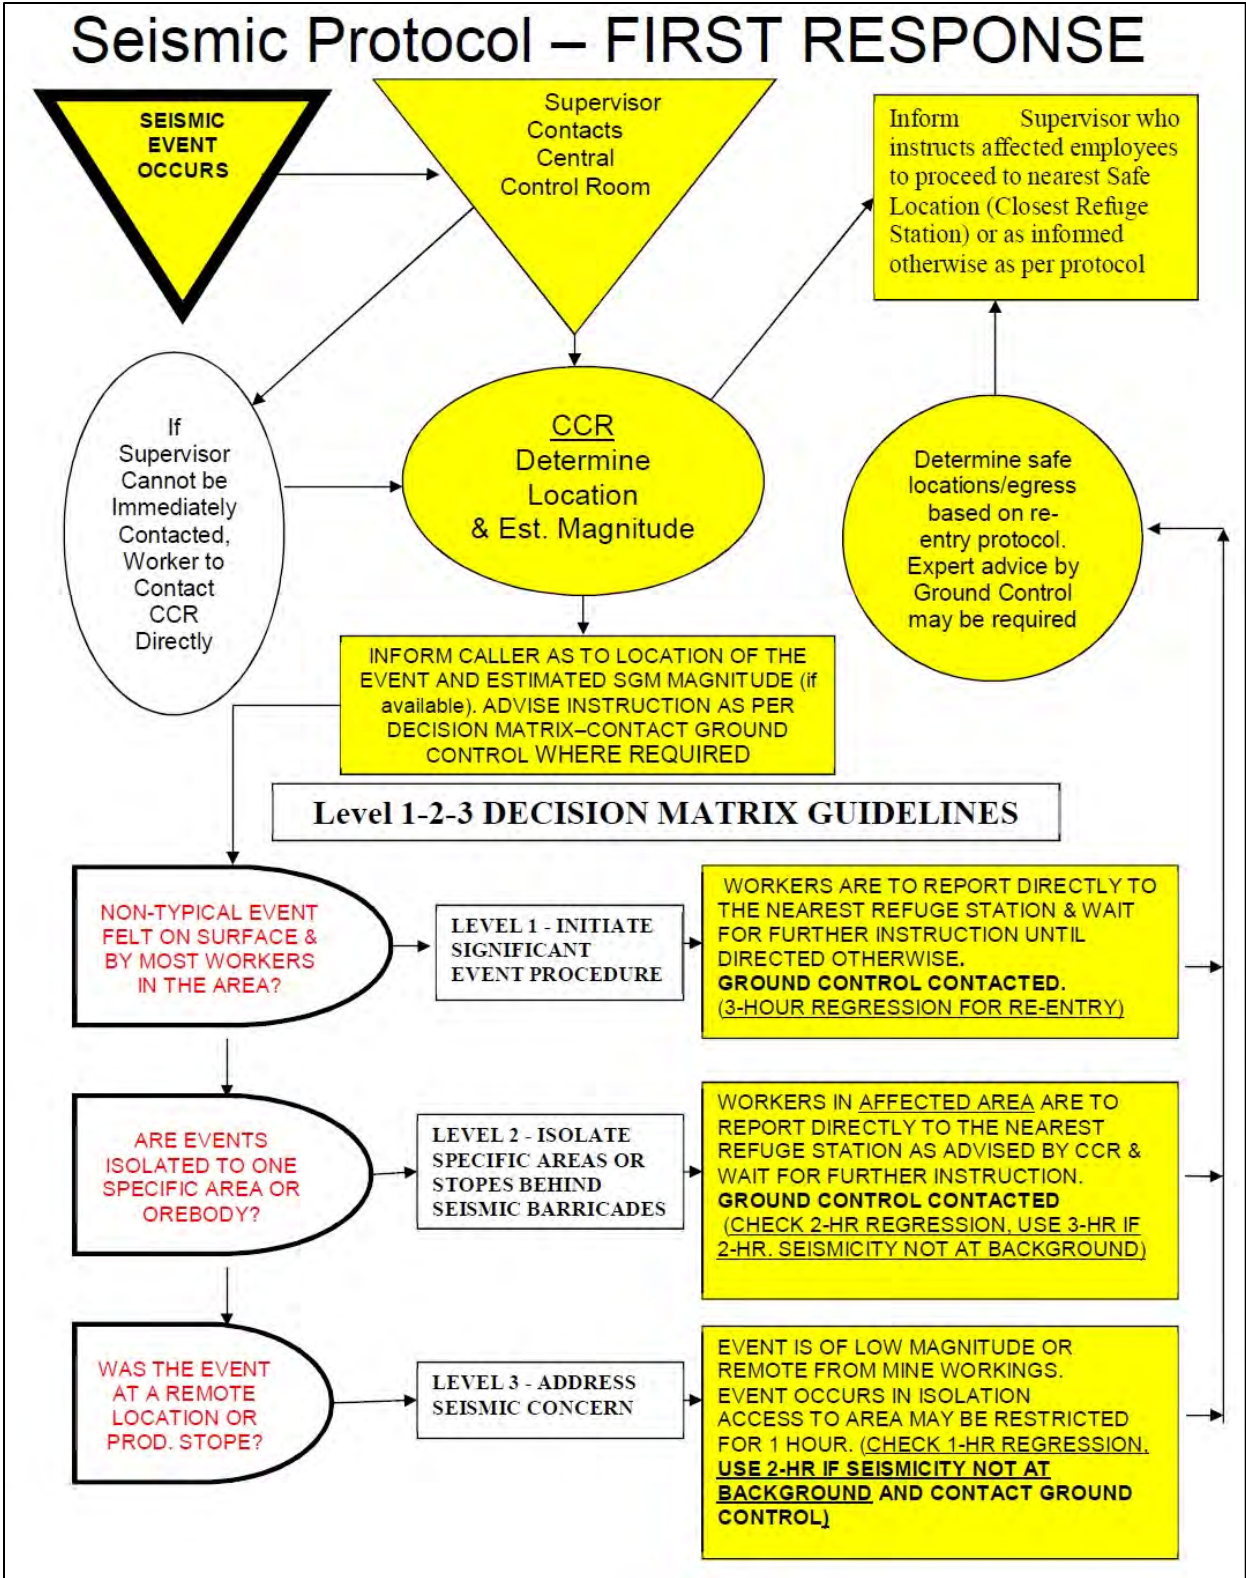 Seismic Protocol – FIRST RESPONSE
SEISMIC
EVENT
OCCURS
Supervisor
Contacts
Central
Control Room
Inform Supervisor who
instructs affected employees
to proceed to nearest Safe
Location (Closest Refuge
Station) or as informed
otherwise as per protocol
If
Supervisor
Cannot be
Immediately
Contacted,
Worker to
Contact
CCR
Directly
CCR
Determine
Location
& Est. Magnitude
Determine safe
locations/egress
based on re-
entry protocol.
Expert advice by
Ground Control
may be required
INFORM CALLER AS TO LOCATION OF THE
EVENT AND ESTIMATED SGM MAGNITUDE (if
available). ADVISE INSTRUCTION AS PER
DECISION MATRIX–CONTACT GROUND
CONTROL WHERE REQUIRED
Level 1-2-3 DECISION MATRIX GUIDELINES
NON-TYPICAL EVENT
FELT ON SURFACE &
BY MOST WORKERS
IN THE AREA?
LEVEL 1 - INITIATE
SIGNIFICANT
EVENT PROCEDURE
WORKERS ARE TO REPORT DIRECTLY TO
THE NEAREST REFUGE STATION & WAIT
FOR FURTHER INSTRUCTION UNTIL
DIRECTED OTHERWISE.
GROUND CONTROL CONTACTED.
(3-HOUR REGRESSION FOR RE-ENTRY)
ARE EVENTS
ISOLATED TO ONE
SPECIFIC AREA OR
OREBODY?
LEVEL 2 - ISOLATE
SPECIFIC AREAS OR
STOPES BEHIND
SEISMIC BARRICADES
WORKERS IN AFFECTED AREA ARE TO
REPORT DIRECTLY TO THE NEAREST
REFUGE STATION AS ADVISED BY CCR &
WAIT FOR FURTHER INSTRUCTION.
GROUND CONTROL CONTACTED
(CHECK 2-HR REGRESSION, USE 3-HR IF
2-HR. SEISMICITY NOT AT BACKGROUND)
WAS THE EVENT
AT A REMOTE
LOCATION OR
PROD. STOPE?
LEVEL 3 - ADDRESS
SEISMIC CONCERN
EVENT IS OF LOW MAGNITUDE OR
REMOTE FROM MINE WORKINGS.
EVENT OCCURS IN ISOLATION
ACCESS TO AREA MAY BE RESTRICTED
FOR 1 HOUR. (CHECK 1-HR REGRESSION,
USE 2-HR IF SEISMICITY NOT AT
BACKGROUND AND CONTACT GROUND
CONTROL)